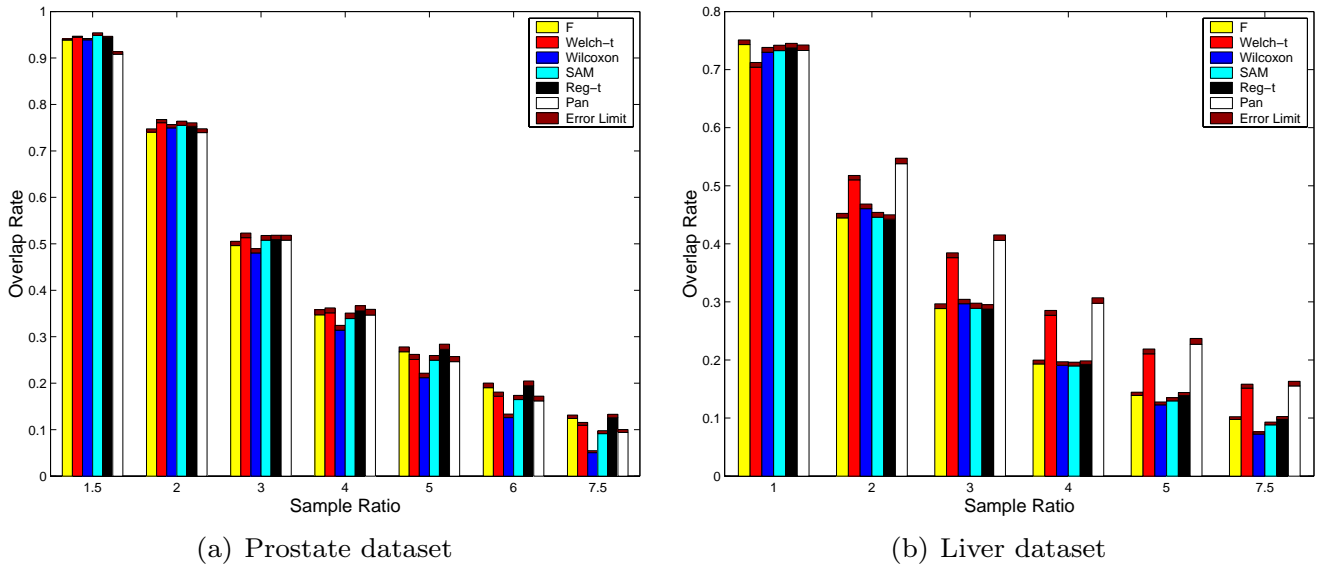 1
0.9
0.8
0.7
0.6
0.5
0.4
0.3
0.2
0.1
0
Overlap Rate
1.5 2 3 4 5 6 7.5
Sample Ratio
F
Welch-t
Wilcoxon
SAM
Reg-t
Pan
Error Limit
(a) Prostate dataset
0.8
0.7
0.6
0.5
0.4
0.3
0.2
0.1
0
Overlap Rate
1 2 3 4 5 7.5
Sample Ratio
F
Welch-t
Wilcoxon
SAM
Reg-t
Pan
Error Limit
(b) Liver dataset